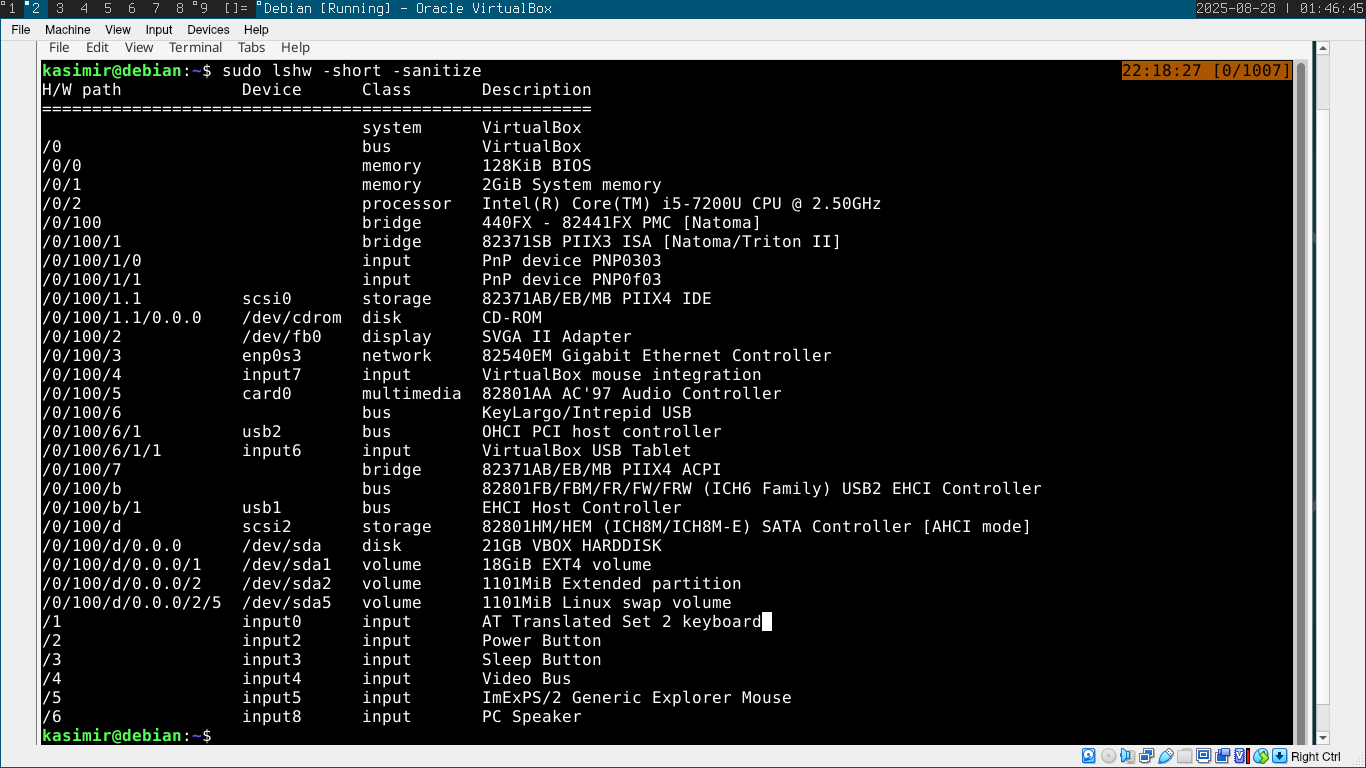 1 2 3 4 5 6 7 8 9 []= Debian [Running] - Oracle VirtualBox 2025-08-28 | 01:46:45
File Machine View Input Devices Help
File Edit View Terminal Tabs Help
kasimir@debian:~$ sudo lshw -short -sanitize 22:18:27 [0/1007]
H/W path Device Class Description
=======================================================
system VirtualBox
/0 bus VirtualBox
/0/0 memory 128KiB BIOS
/0/1 memory 2GiB System memory
/0/2 processor Intel(R) Core(TM) i5-7200U CPU @ 2.50GHz
/0/100 bridge 440FX - 82441FX PMC [Natoma]
/0/100/1 bridge 82371SB PIIX3 ISA [Natoma/Triton II]
/0/100/1/0 input PnP device PNP0303
/0/100/1/1 input PnP device PNP0f03
/0/100/1.1 scsi0 storage 82371AB/EB/MB PIIX4 IDE
/0/100/1.1/0.0.0 /dev/cdrom disk CD-ROM
/0/100/2 /dev/fb0 display SVGA II Adapter
/0/100/3 enp0s3 network 82540EM Gigabit Ethernet Controller
/0/100/4 input7 input VirtualBox mouse integration
/0/100/5 card0 multimedia 82801AA AC'97 Audio Controller
/0/100/6 bus KeyLargo/Intrepid USB
/0/100/6/1 usb2 bus OHCI PCI host controller
/0/100/6/1/1 input6 input VirtualBox USB Tablet
/0/100/7 bridge 82371AB/EB/MB PIIX4 ACPI
/0/100/b bus 82801FB/FBM/FR/FW/FRW (ICH6 Family) USB2 EHCI Controller
/0/100/b/1 usb1 bus EHCI Host Controller
/0/100/d scsi2 storage 82801HM/HEM (ICH8M/ICH8M-E) SATA Controller [AHCI mode]
/0/100/d/0.0.0 /dev/sda disk 21GB VBOX HARDDISK
/0/100/d/0.0.0/1 /dev/sda1 volume 18GiB EXT4 volume
/0/100/d/0.0.0/2 /dev/sda2 volume 1101MiB Extended partition
/0/100/d/0.0.0/2/5 /dev/sda5 volume 1101MiB Linux swap volume
/1 input0 input AT Translated Set 2 keyboard
/2 input2 input Power Button
/3 input3 input Sleep Button
/4 input4 input Video Bus
/5 input5 input ImExPS/2 Generic Explorer Mouse
/6 input8 input PC Speaker
kasimir@debian:~$
Right Ctrl